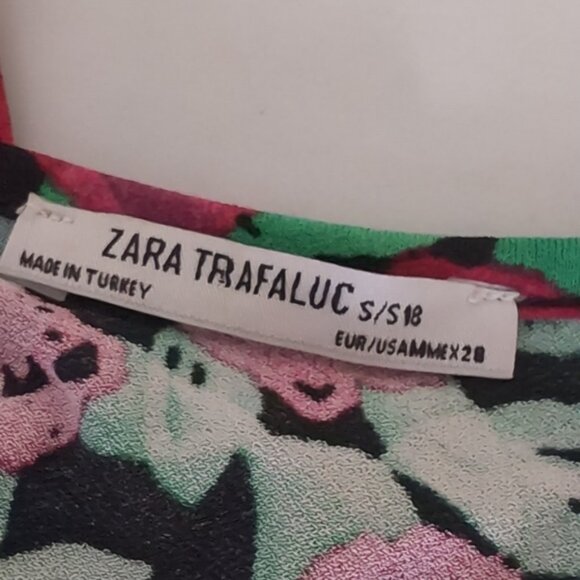 ZARA TRAFALUC S/S18
MADE IN TURKEY
EUR/USAMMEX28